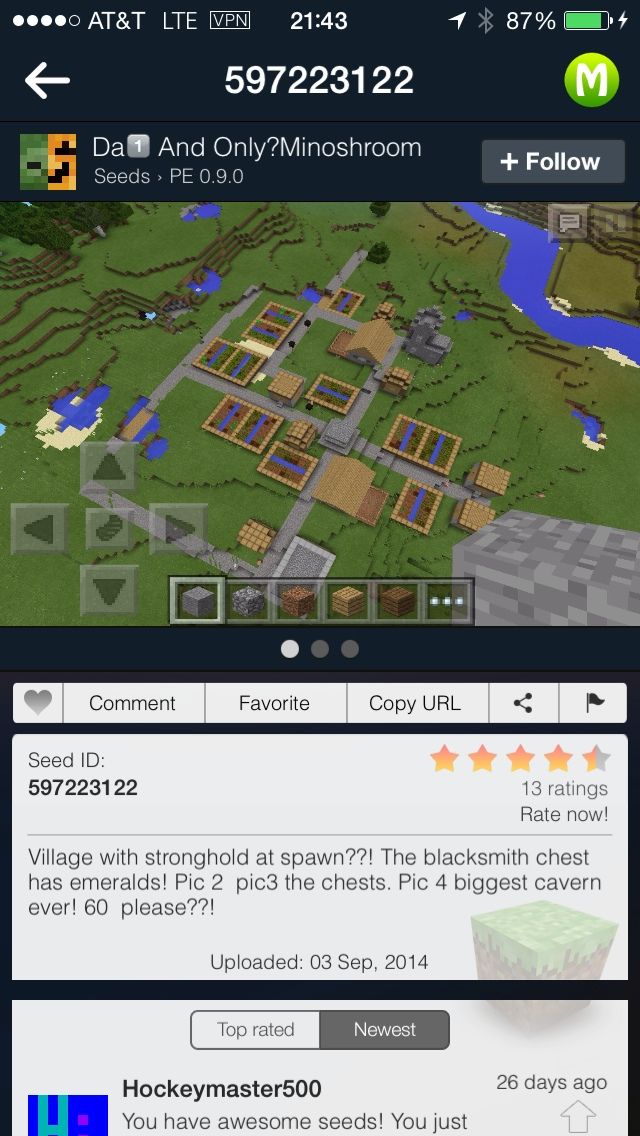 AT&T LTE VPN 21:43 87%
597223122
M
Da1 And Only?Minoshroom
Seeds › PE 0.9.0
+ Follow
Comment
Favorite
Copy URL
Seed ID:
597223122
13 ratings
Rate now!
Village with stronghold at spawn??! The blacksmith chest
has emeralds! Pic 2 pic3 the chests. Pic 4 biggest cavern
ever! 60 please??!
Uploaded: 03 Sep, 2014
Top rated
Newest
Hockeymaster500
26 days ago
You have awesome seeds! You just